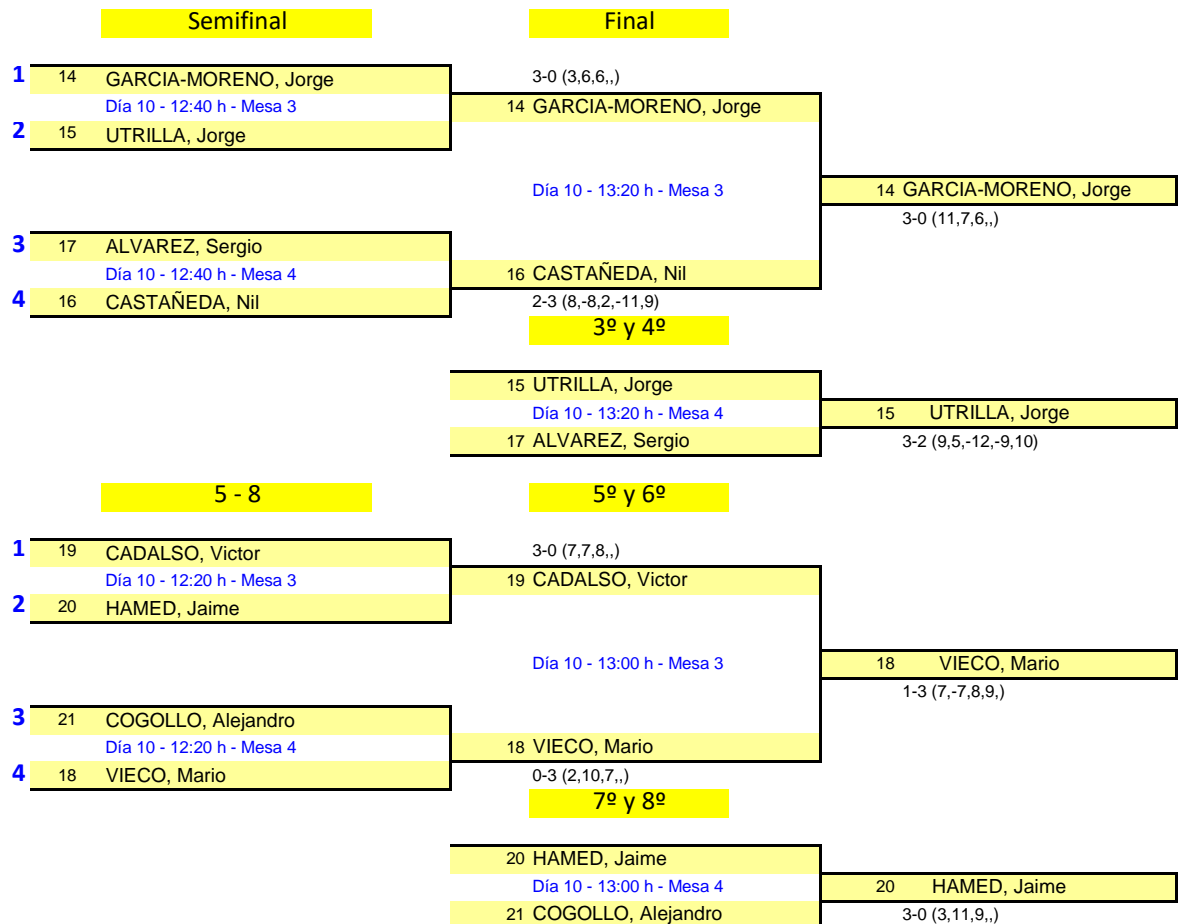 Semifinal Final
1 14 GARCIA-MORENO, Jorge 3-0 (3,6,6,,)
Día 10 - 12:40 h - Mesa 3 14 GARCIA-MORENO, Jorge
2 15 UTRILLA, Jorge
Día 10 - 13:20 h - Mesa 3 14 GARCIA-MORENO, Jorge
3-0 (11,7,6,,)
3 17 ALVAREZ, Sergio
Día 10 - 12:40 h - Mesa 4 16 CASTAÑEDA, Nil
4 16 CASTAÑEDA, Nil 2-3 (8,-8,2,-11,9)
3º y 4º
15 UTRILLA, Jorge
Día 10 - 13:20 h - Mesa 4 15 UTRILLA, Jorge
17 ALVAREZ, Sergio 3-2 (9,5,-12,-9,10)
5 - 8 5º y 6º
1 19 CADALSO, Victor 3-0 (7,7,8,,)
Día 10 - 12:20 h - Mesa 3 19 CADALSO, Victor
2 20 HAMED, Jaime
Día 10 - 13:00 h - Mesa 3 18 VIECO, Mario
1-3 (7,-7,8,9,)
3 21 COGOLLO, Alejandro
Día 10 - 12:20 h - Mesa 4 18 VIECO, Mario
4 18 VIECO, Mario 0-3 (2,10,7,,)
7º y 8º
20 HAMED, Jaime
Día 10 - 13:00 h - Mesa 4 20 HAMED, Jaime
21 COGOLLO, Alejandro 3-0 (3,11,9,,)